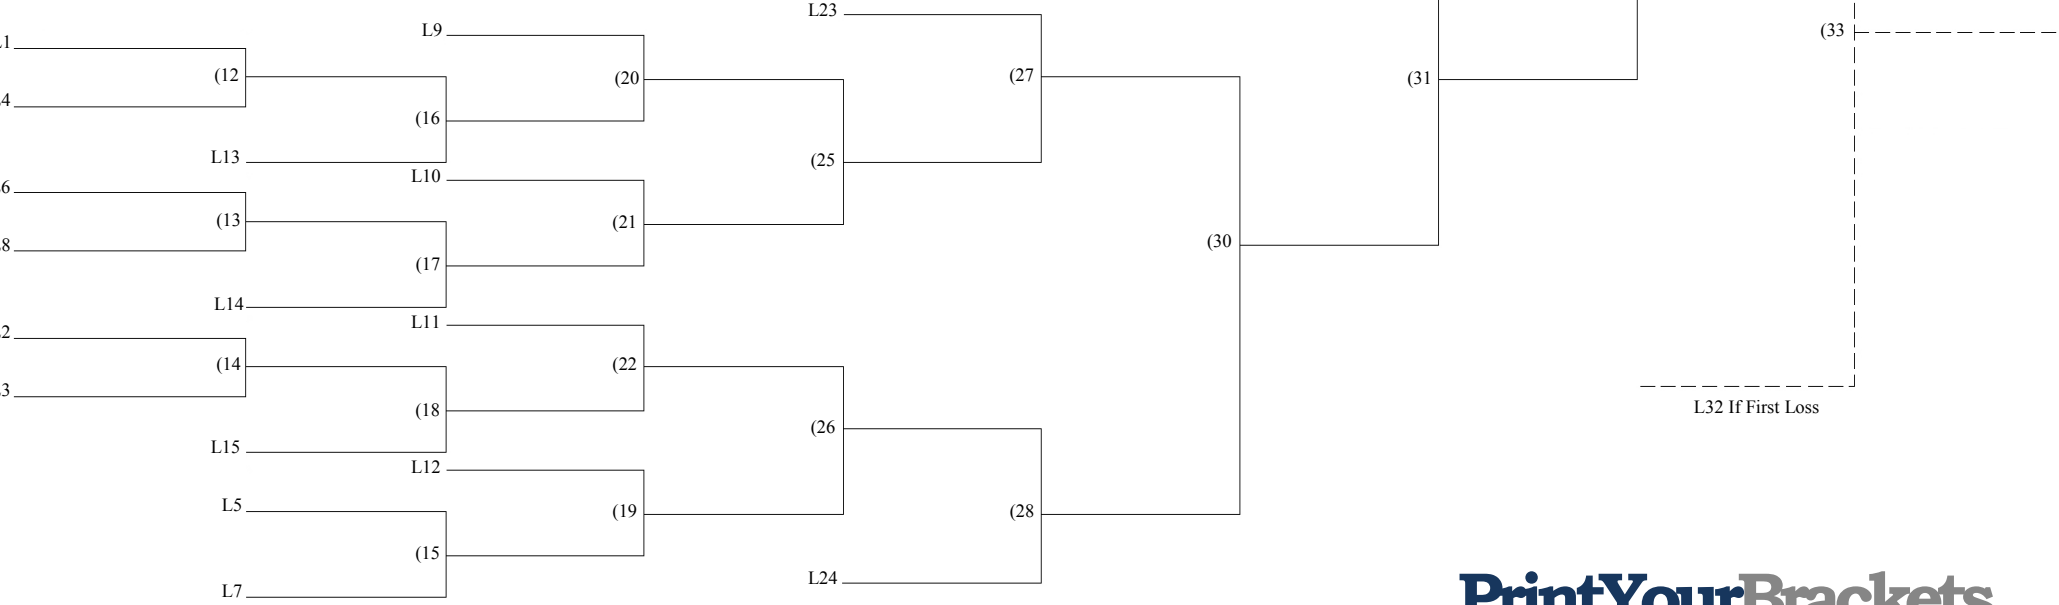 L23
L9
(33
L1
(12
(20
(27
(31
L4
(16
L13
(25
L10
L6
(13
(21
L8
(30
(17
L14
L11
L2
(14
(22
L3
L32 If First Loss
(18
(26
L15
L12
L5
(19
(28
(15
L24
L7
PrintYourBrackets